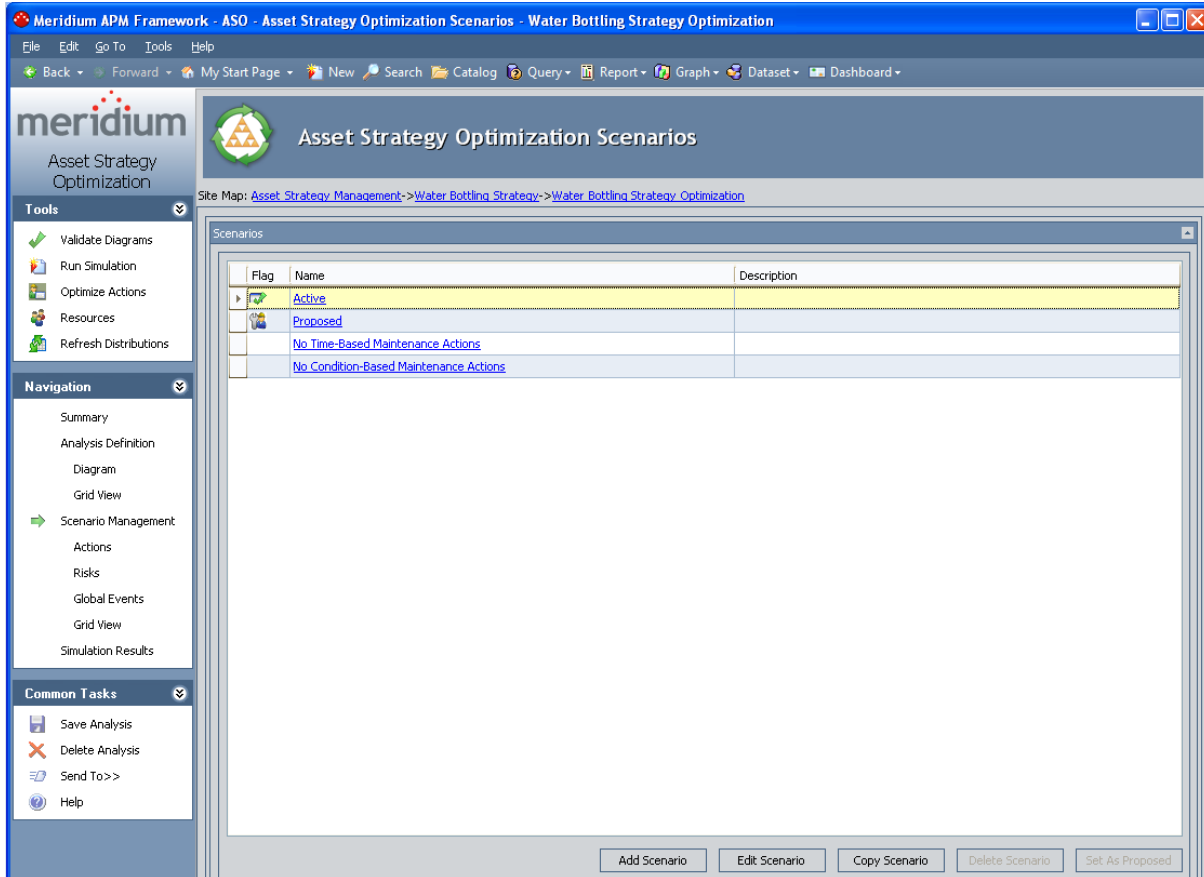 Meridium APM Framework - ASO - Asset Strategy Optimization Scenarios - Water Bottling Strategy Optimization
File Edit Go To Tools Help
Back Forward My Start Page New Search Catalog Query Report Graph Dataset Dashboard
meridium
Asset Strategy
Optimization
Tools
Validate Diagrams
Run Simulation
Optimize Actions
Resources
Refresh Distributions
Navigation
Summary
Analysis Definition
Diagram
Grid View
Scenario Management
Actions
Risks
Global Events
Grid View
Simulation Results
Common Tasks
Save Analysis
Delete Analysis
Send To>>
Help
Asset Strategy Optimization Scenarios
Site Map: Asset Strategy Management->Water Bottling Strategy->Water Bottling Strategy Optimization
Scenarios
Flag Name Description
Active
Proposed
No Time-Based Maintenance Actions
No Condition-Based Maintenance Actions
Add Scenario Edit Scenario Copy Scenario Delete Scenario Set As Proposed